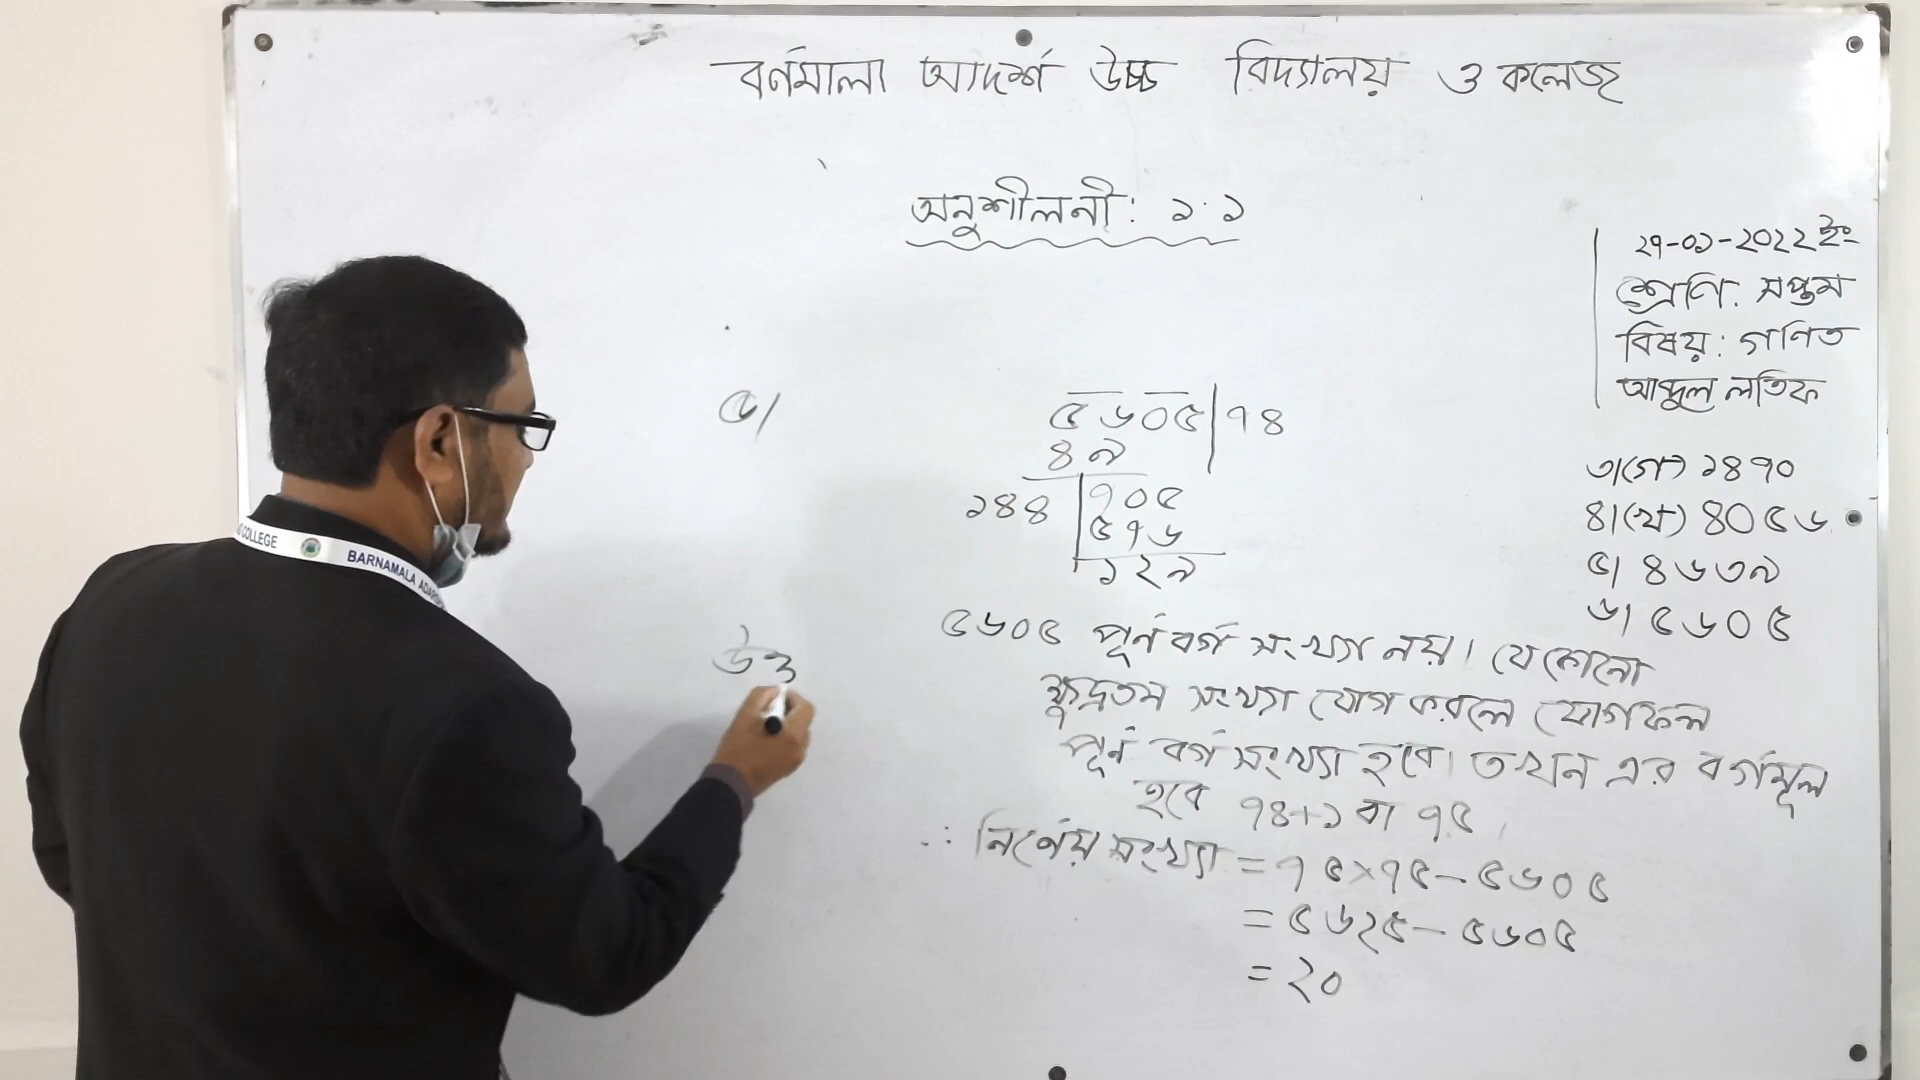 বর্ণমালা আদর্শ উচ্চ বিদ্যালয় ও কলেজ
অনুশীলনী: ১.১
২৭-০১-২০২২ ইং
শ্রেণি: সপ্তম
বিষয়: গণিত
আব্দুল লতিফ
৩।(গ) ১৪৭০
৪।(খ) ৪০৫৬
৫। ৪৬৩৯
৬। ৫৬০৫
৬।
৫৬০৫|৭৪
৪৯
১৪৪|৭০৫
৫৭৬
১২৯
৫৬০৫ পূর্ণ বর্গ সংখ্যা নয়। যেকোনো
ক্ষুদ্রতম সংখ্যা যোগ করলে যোগফল
পূর্ণ বর্গ সংখ্যা হবে। তখন এর বর্গমূল
হবে ৭৪+১ বা ৭৫
∴ নির্ণেয় সংখ্যা = ৭৫×৭৫-৫৬০৫
= ৫৬২৫-৫৬০৫
= ২০
উত্ত
COLLEGE
BARNAMALA